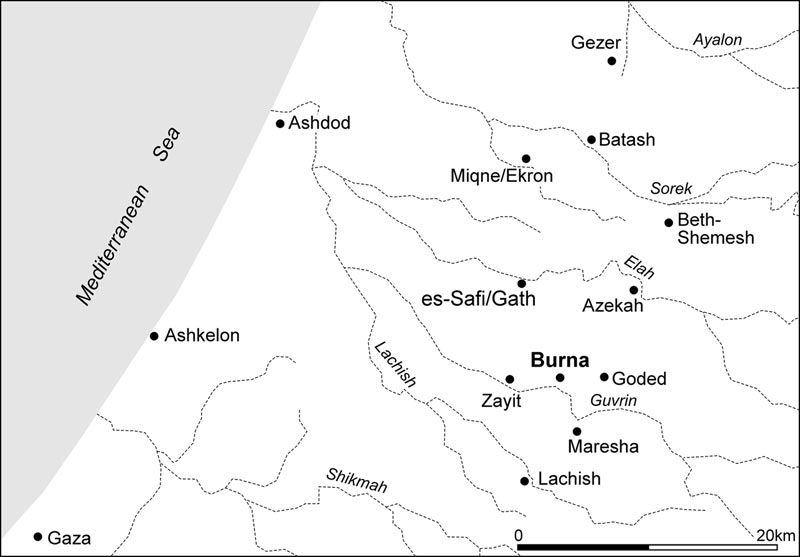 Ayalon
Gezer
Ashdod
Mediterranean Sea
Batash
Miqne/Ekron
Sorek
Beth-
Shemesh
Elah
es-Safi/Gath
Azekah
Ashkelon
Lachish
Burna
Goded
Zayit
Guvrin
Maresha
Shikmah
Lachish
Gaza
0 20km